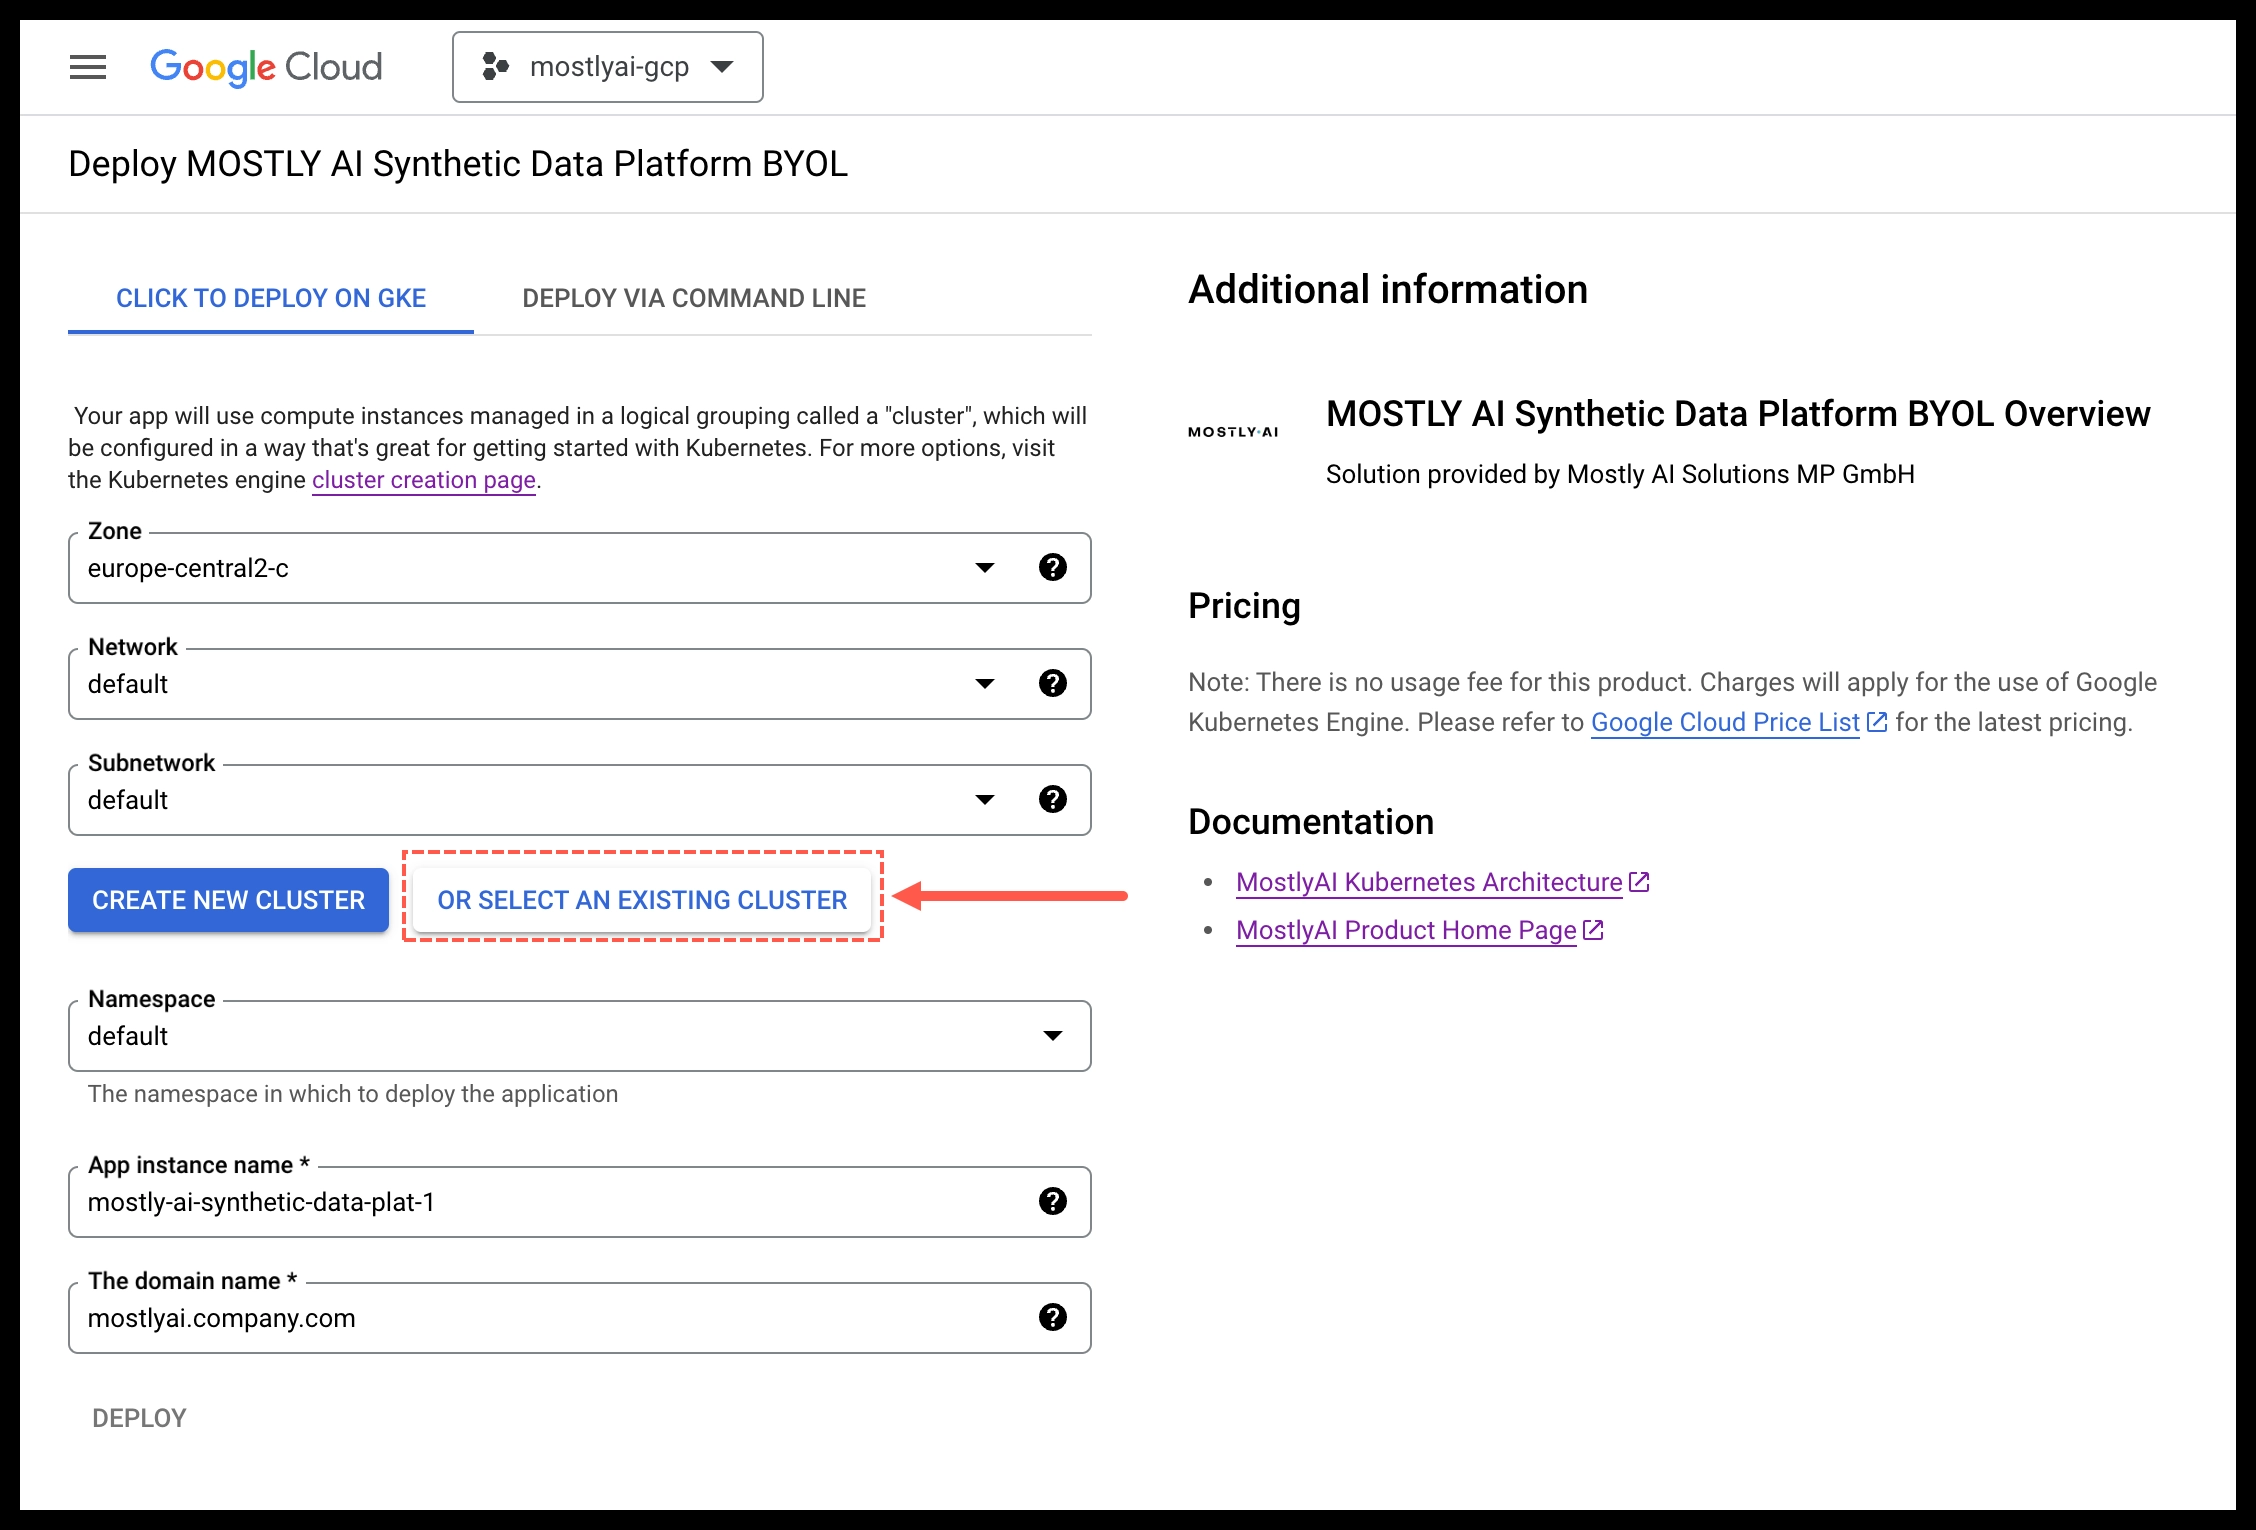 Google Cloud
mostlyai-gcp
Deploy MOSTLY AI Synthetic Data Platform BYOL
CLICK TO DEPLOY ON GKE
DEPLOY VIA COMMAND LINE
Your app will use compute instances managed in a logical grouping called a "cluster", which will
be configured in a way that's great for getting started with Kubernetes. For more options, visit
the Kubernetes engine cluster creation page.
Zone
europe-central2-c
Network
default
Subnetwork
default
CREATE NEW CLUSTER
OR SELECT AN EXISTING CLUSTER
Namespace
default
The namespace in which to deploy the application
App instance name *
mostly-ai-synthetic-data-plat-1
The domain name *
mostlyai.company.com
DEPLOY
Additional information
MOSTLY·AI
MOSTLY AI Synthetic Data Platform BYOL Overview
Solution provided by Mostly AI Solutions MP GmbH
Pricing
Note: There is no usage fee for this product. Charges will apply for the use of Google
Kubernetes Engine. Please refer to Google Cloud Price List for the latest pricing.
Documentation
• MostlyAI Kubernetes Architecture
• MostlyAI Product Home Page